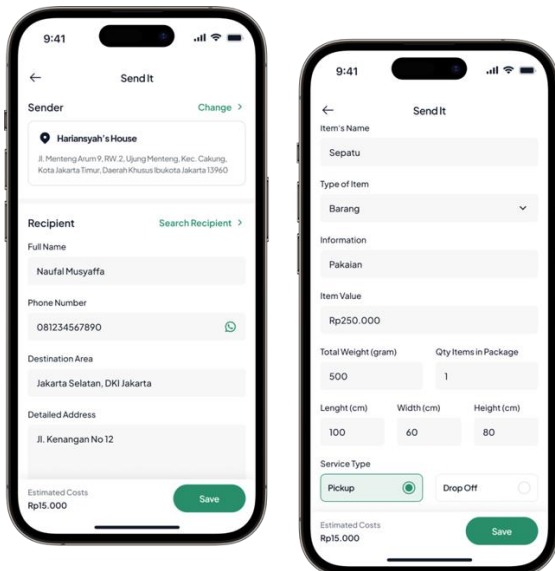 9:41
Send It
Sender
Change >
Hariansyah's House
Jl. Menteng Arum 9, RW.2, Ujung Menteng, Kec. Cakung,
Kota Jakarta Timur, Daerah Khusus Ibukota Jakarta 13960
Recipient
Search Recipient >
Full Name
Naufal Musyaffa
Phone Number
081234567890
Destination Area
Jakarta Selatan, DKI Jakarta
Detailed Address
Jl. Kenangan No 12
Estimated Costs
Rp15.000
Save
9:41
Send It
Item's Name
Sepatu
Type of Item
Barang
Information
Pakaian
Item Value
Rp250.000
Total Weight (gram)
Qty Items in Package
500
1
Lenght (cm)
Width (cm)
Height (cm)
100
60
80
Service Type
Pickup
Drop Off
Estimated Costs
Rp15.000
Save